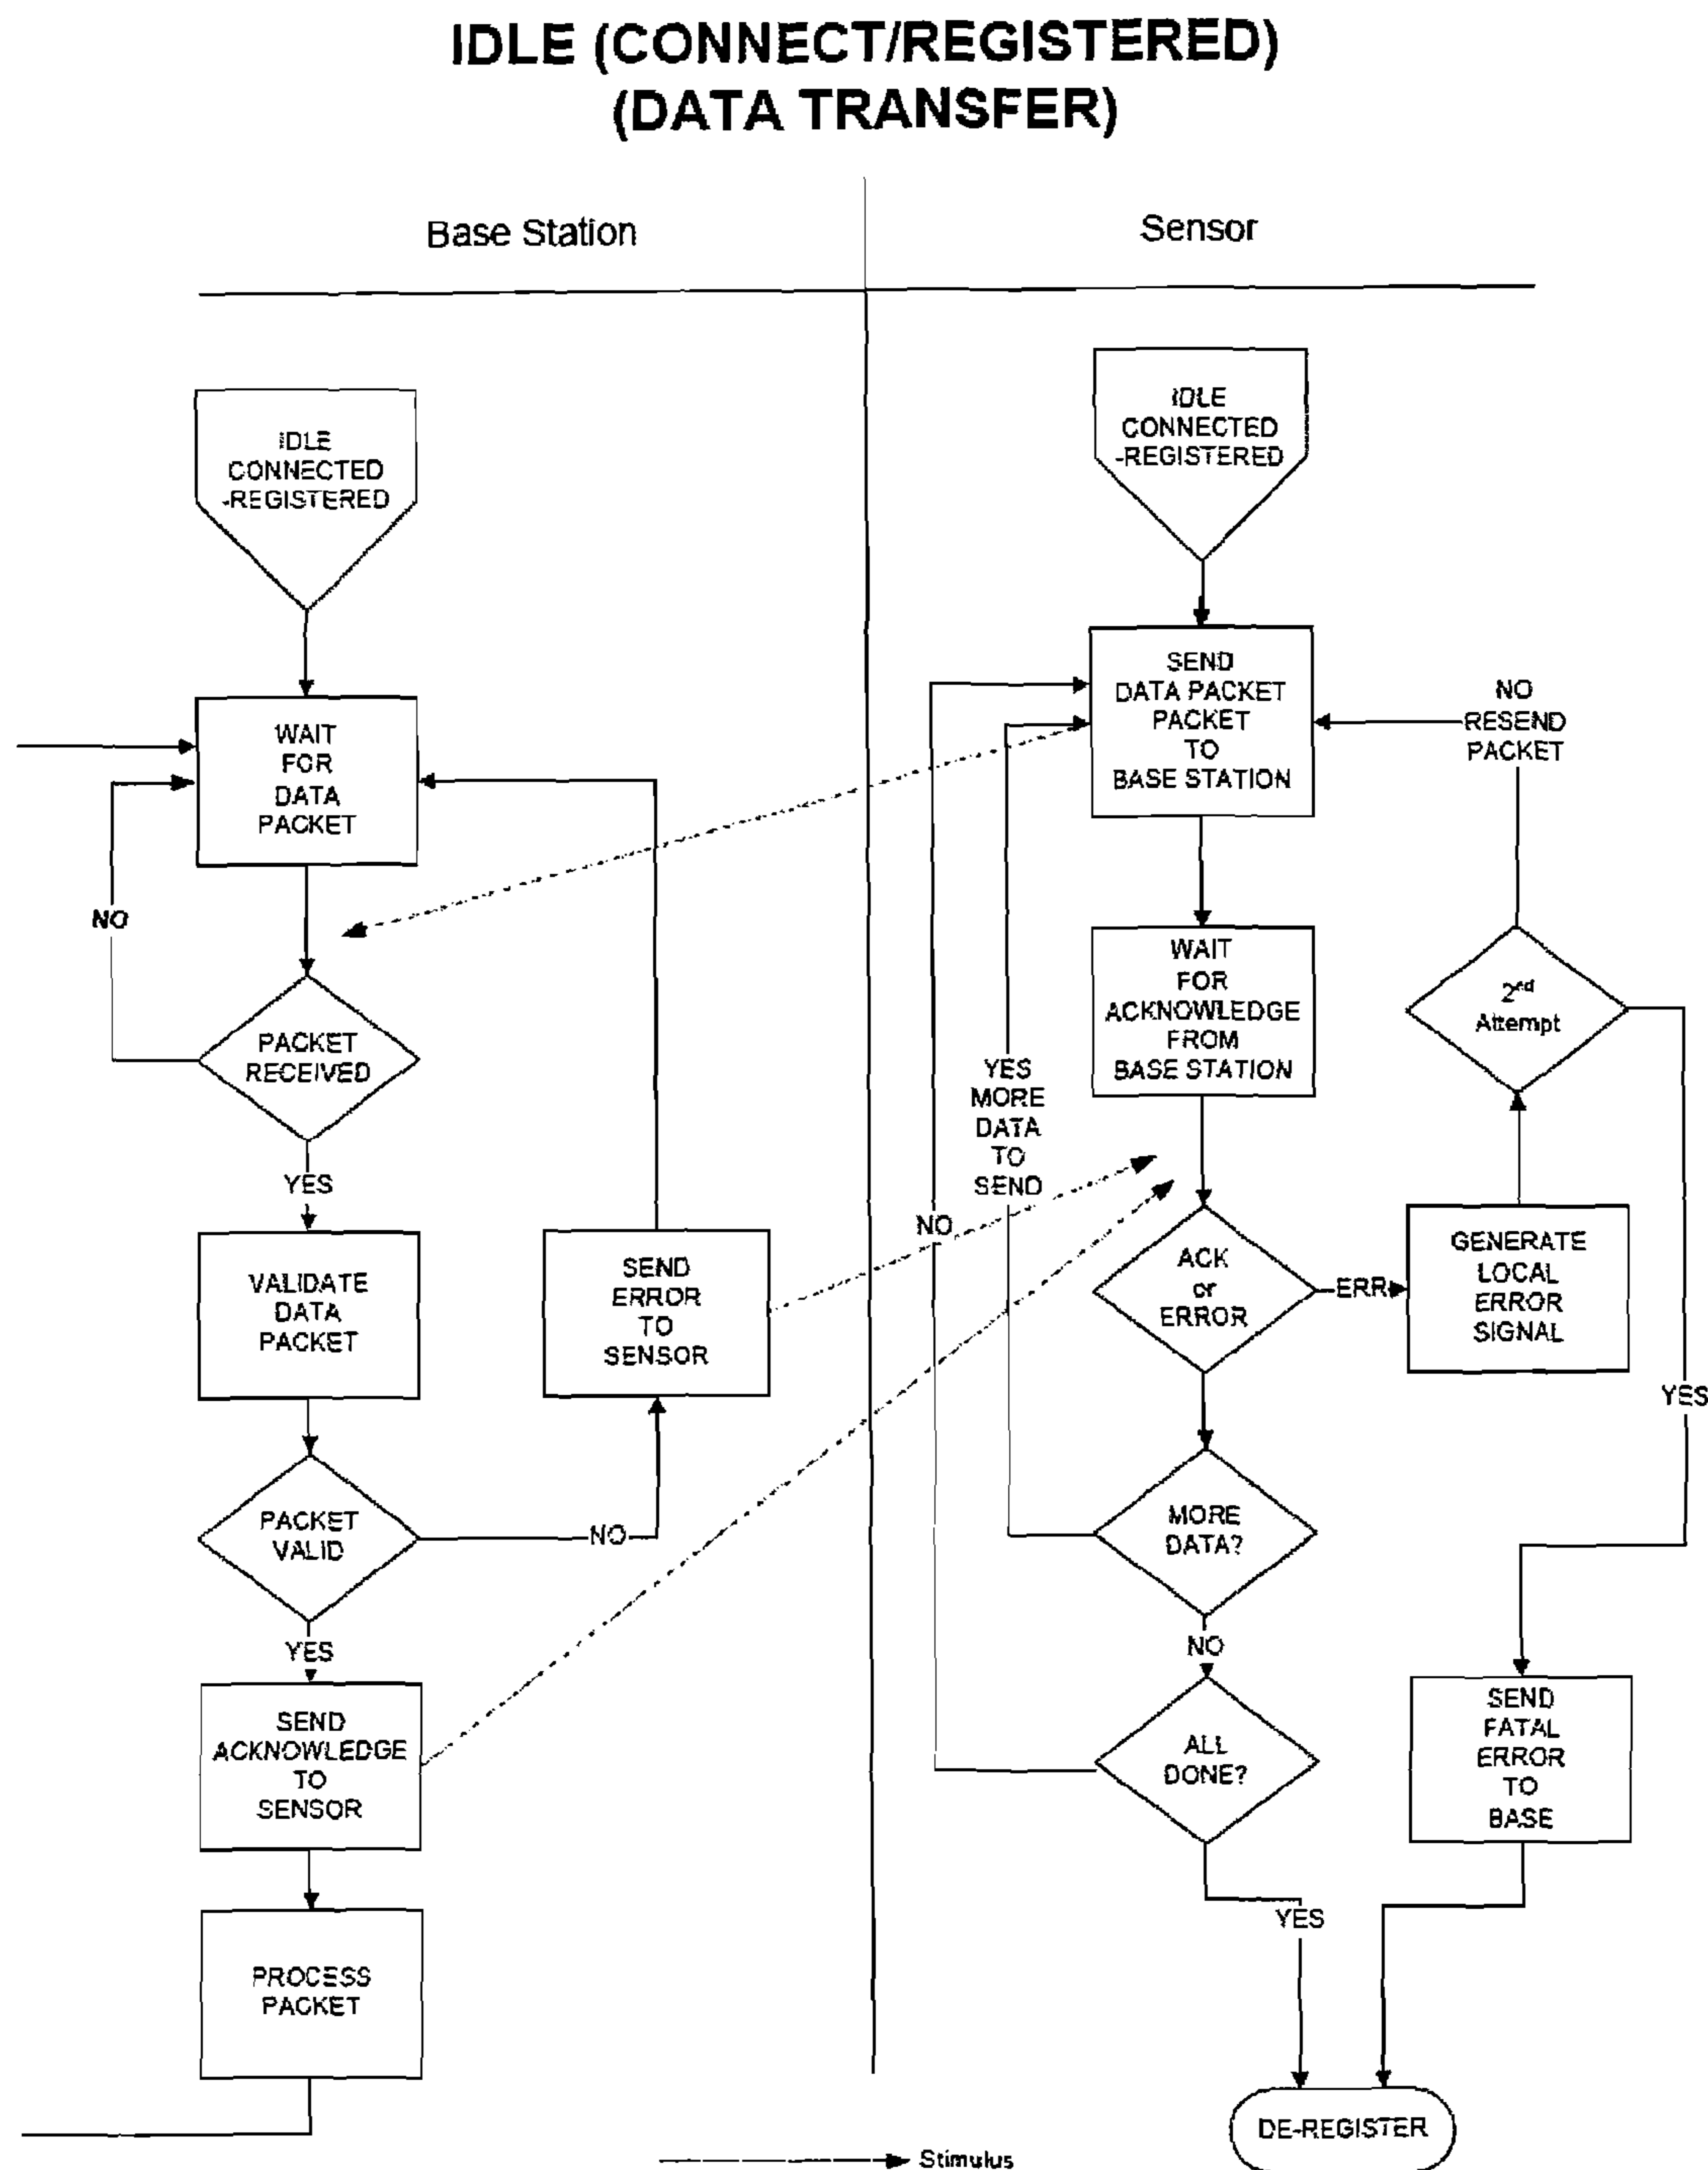 IDLE (CONNECT/REGISTERED)
(DATA TRANSFER)
Base Station
Sensor
IDLE
CONNECTED
-REGISTERED
WAIT
FOR
DATA
PACKET
NO
PACKET
RECEIVED
YES
VALIDATE
DATA
PACKET
PACKET
VALID
NO
SEND
ERROR
TO
SENSOR
YES
SEND
ACKNOWLEDGE
TO
SENSOR
PROCESS
PACKET
IDLE
CONNECTED
-REGISTERED
SEND
DATA PACKET
PACKET
TO
BASE STATION
NO
RESEND
PACKET
WAIT
FOR
ACKNOWLEDGE
FROM
BASE STATION
2nd
Attempt
YES
MORE
DATA
TO
SEND
NO
ACK
or
ERROR
ERR
GENERATE
LOCAL
ERROR
SIGNAL
YES
MORE
DATA?
NO
ALL
DONE?
SEND
FATAL
ERROR
TO
BASE
YES
DE-REGISTER
Stimulus